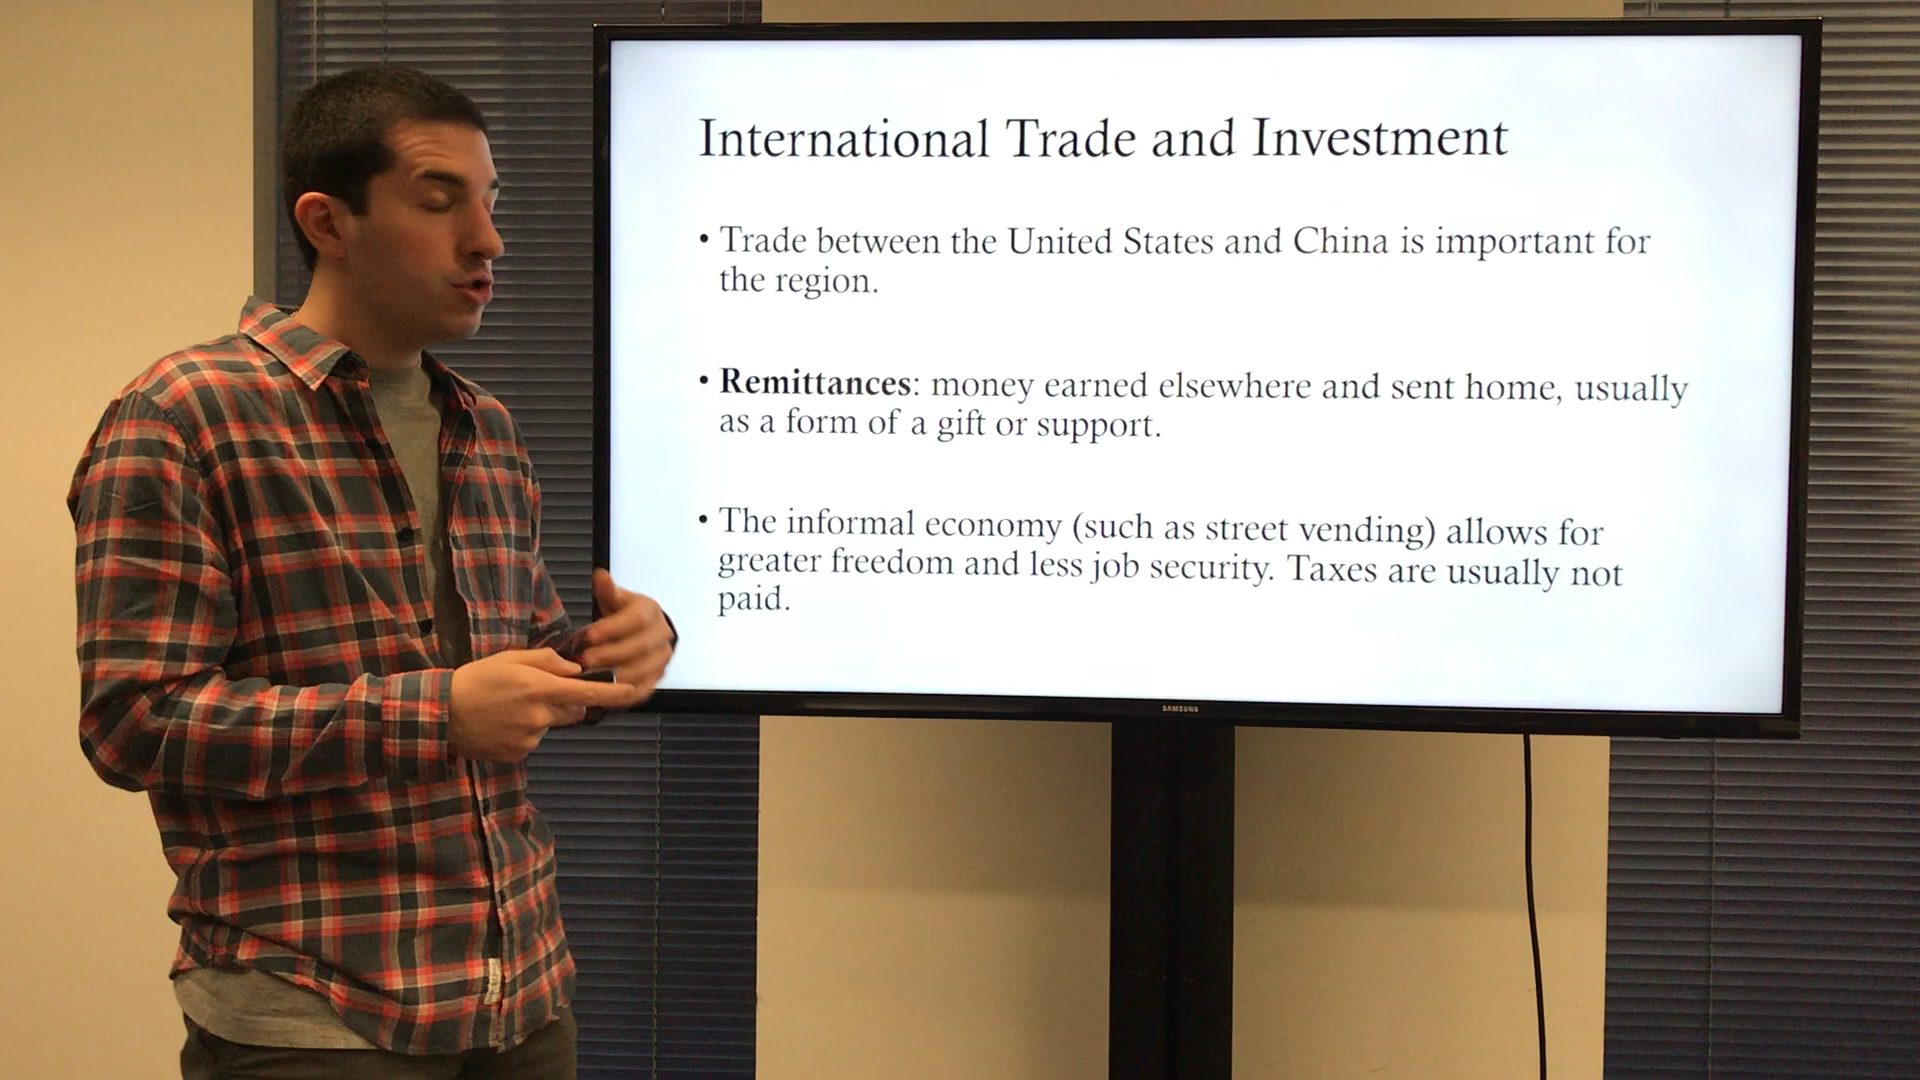 International Trade and Investment
• Trade between the United States and China is important for
the region.
• Remittances: money earned elsewhere and sent home, usually
as a form of a gift or support.
• The informal economy (such as street vending) allows for
greater freedom and less job security. Taxes are usually not
paid.
SAMSUNG